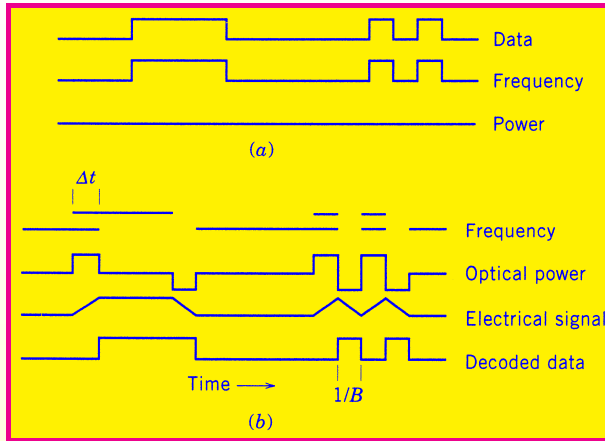 Data
Frequency
Power
(a)
Δt
Frequency
Optical power
Electrical signal
Decoded data
Time →
1/B
(b)